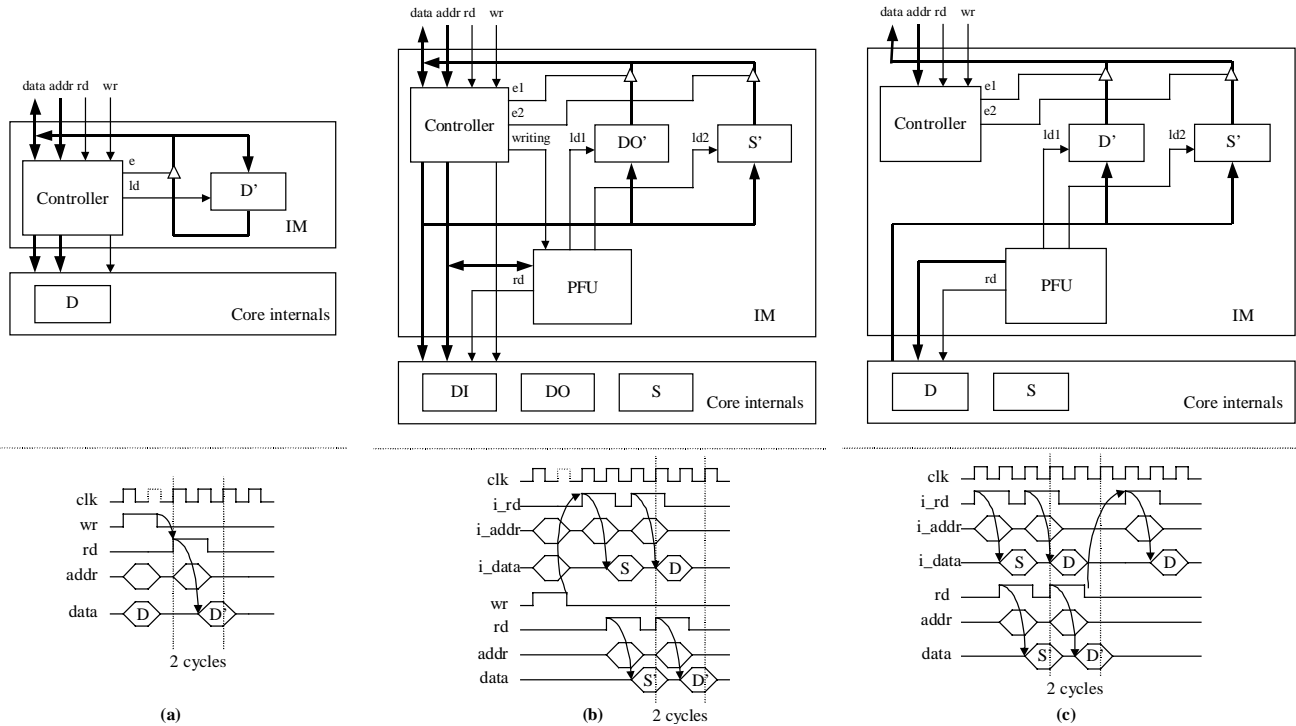 data addr rd wr
e
ld
Controller
D'
IM
D
Core internals
clk
wr
rd
addr
data
D
D'
2 cycles
(a)
data addr rd wr
e1
e2
writing
Controller
ld1
DO'
ld2
S'
rd
PFU
IM
DI
DO
S
Core internals
clk
i_rd
i_addr
i_data
S
D
wr
rd
addr
data
S'
D'
2 cycles
(b)
data addr rd wr
e1
e2
Controller
ld1
D'
ld2
S'
rd
PFU
IM
D
S
Core internals
clk
i_rd
i_addr
i_data
S
D
D
rd
addr
data
S'
D'
2 cycles
(c)